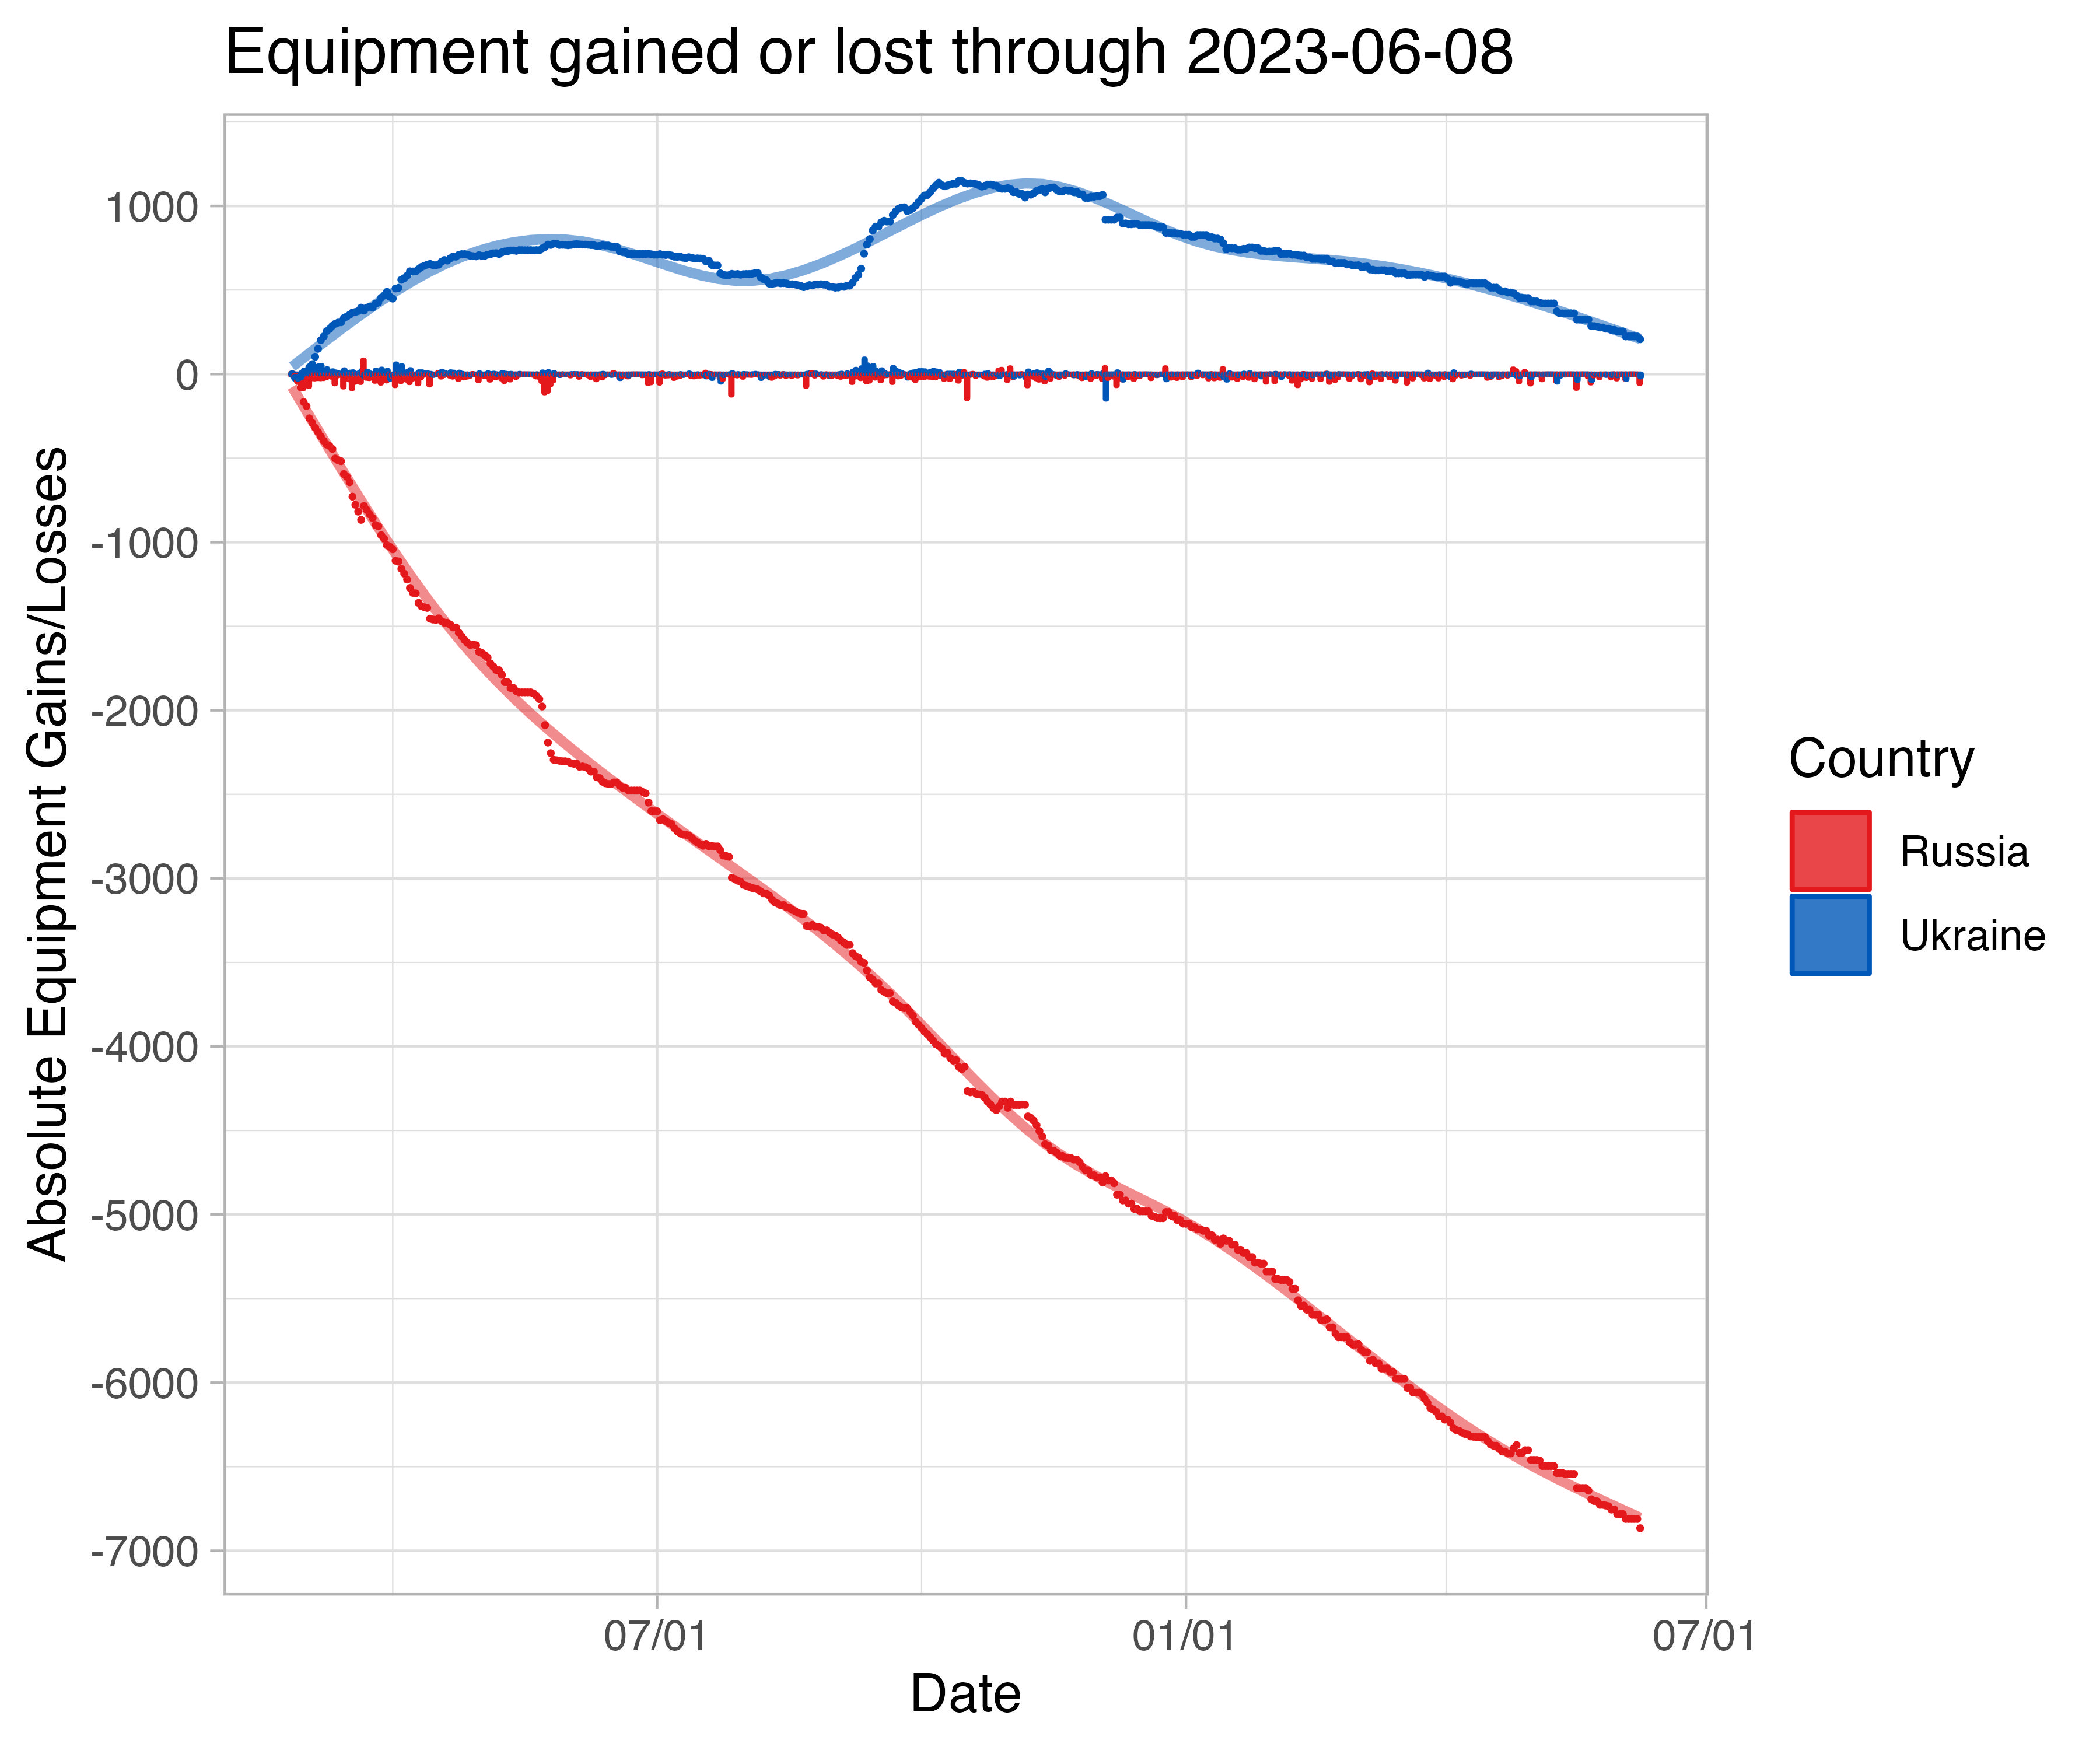 Equipment gained or lost through 2023-06-08
Absolute Equipment Gains/Losses
1000
0
-1000
-2000
-3000
-4000
-5000
-6000
-7000
07/01
01/01
07/01
Date
Country
Russia
Ukraine